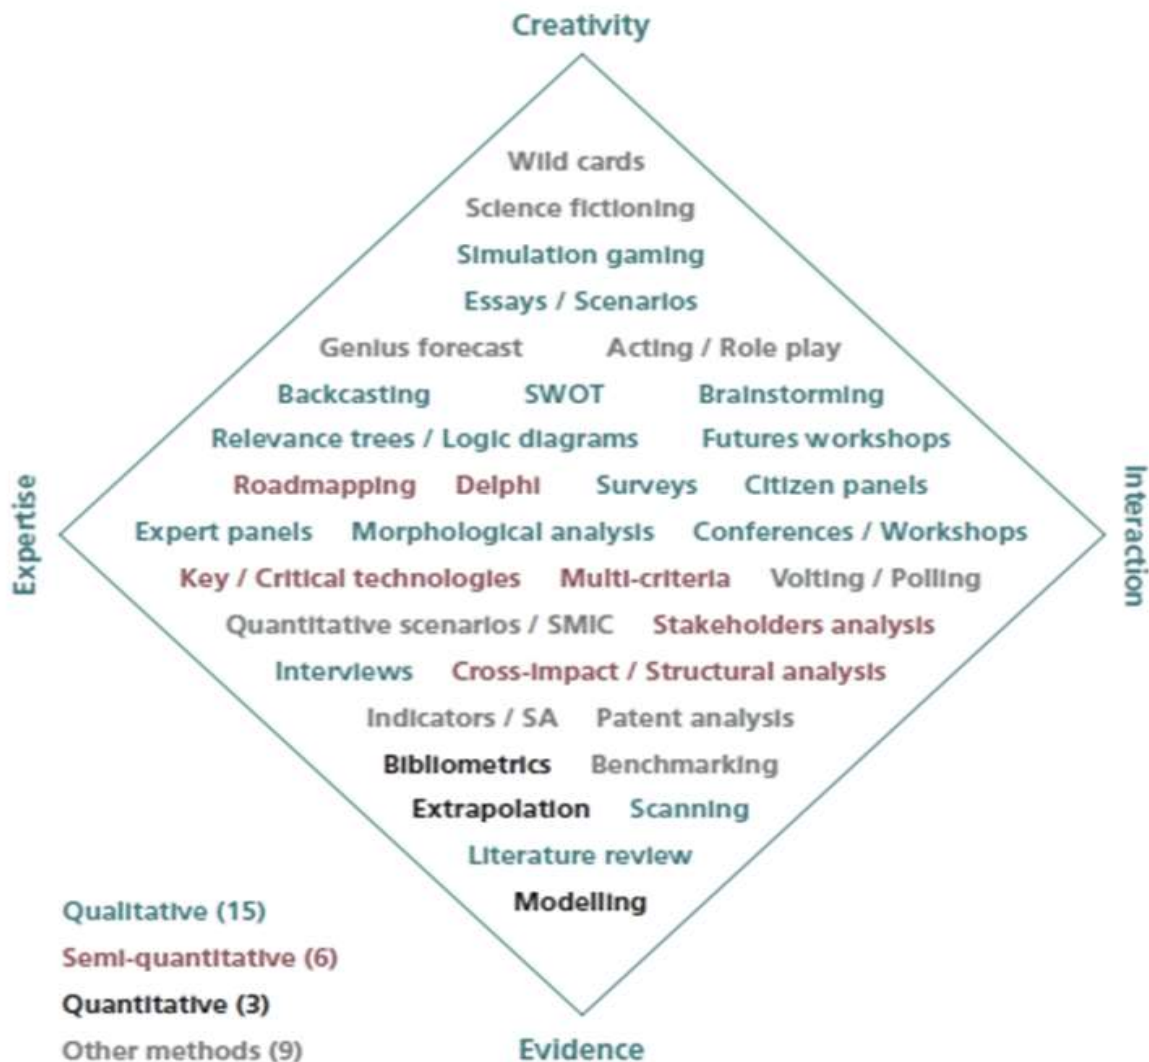 Creativity
Wild cards
Science fictioning
Simulation gaming
Essays / Scenarios
Genius forecast Acting / Role play
Backcasting SWOT Brainstorming
Relevance trees / Logic diagrams Futures workshops
Roadmapping Delphi Surveys Citizen panels
Expertise
Interaction
Expert panels Morphological analysis Conferences / Workshops
Key / Critical technologies Multi-criteria Volting / Polling
Quantitative scenarios / SMIC Stakeholders analysis
Interviews Cross-impact / Structural analysis
Indicators / SA Patent analysis
Bibliometrics Benchmarking
Extrapolation Scanning
Literature review
Modelling
Qualitative (15)
Semi-quantitative (6)
Quantitative (3)
Other methods (9)
Evidence